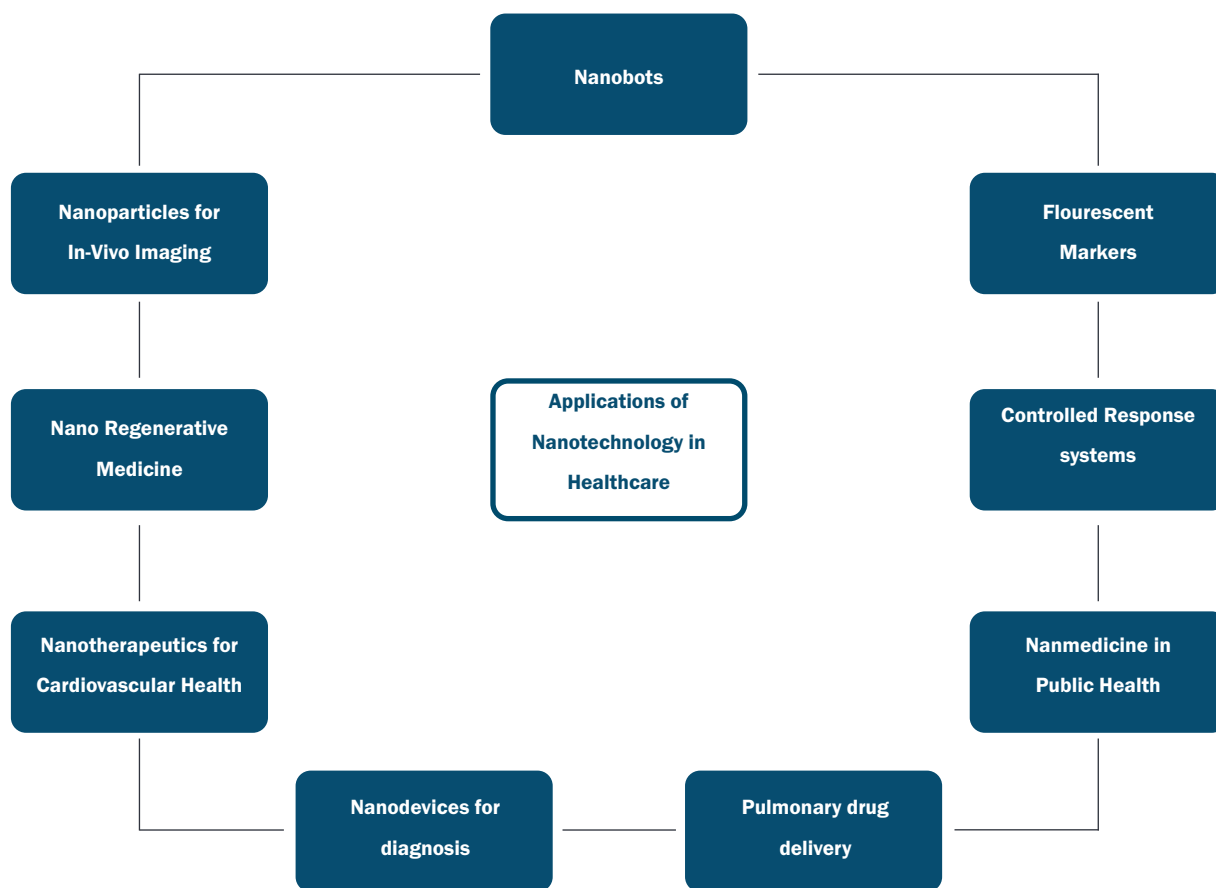 Nanobots
Nanoparticles for
In-Vivo Imaging
Flourescent
Markers
Nano Regenerative
Medicine
Applications of
Nanotechnology in
Healthcare
Controlled Response
systems
Nanotherapeutics for
Cardiovascular Health
Nanmedicine in
Public Health
Nanodevices for
diagnosis
Pulmonary drug
delivery